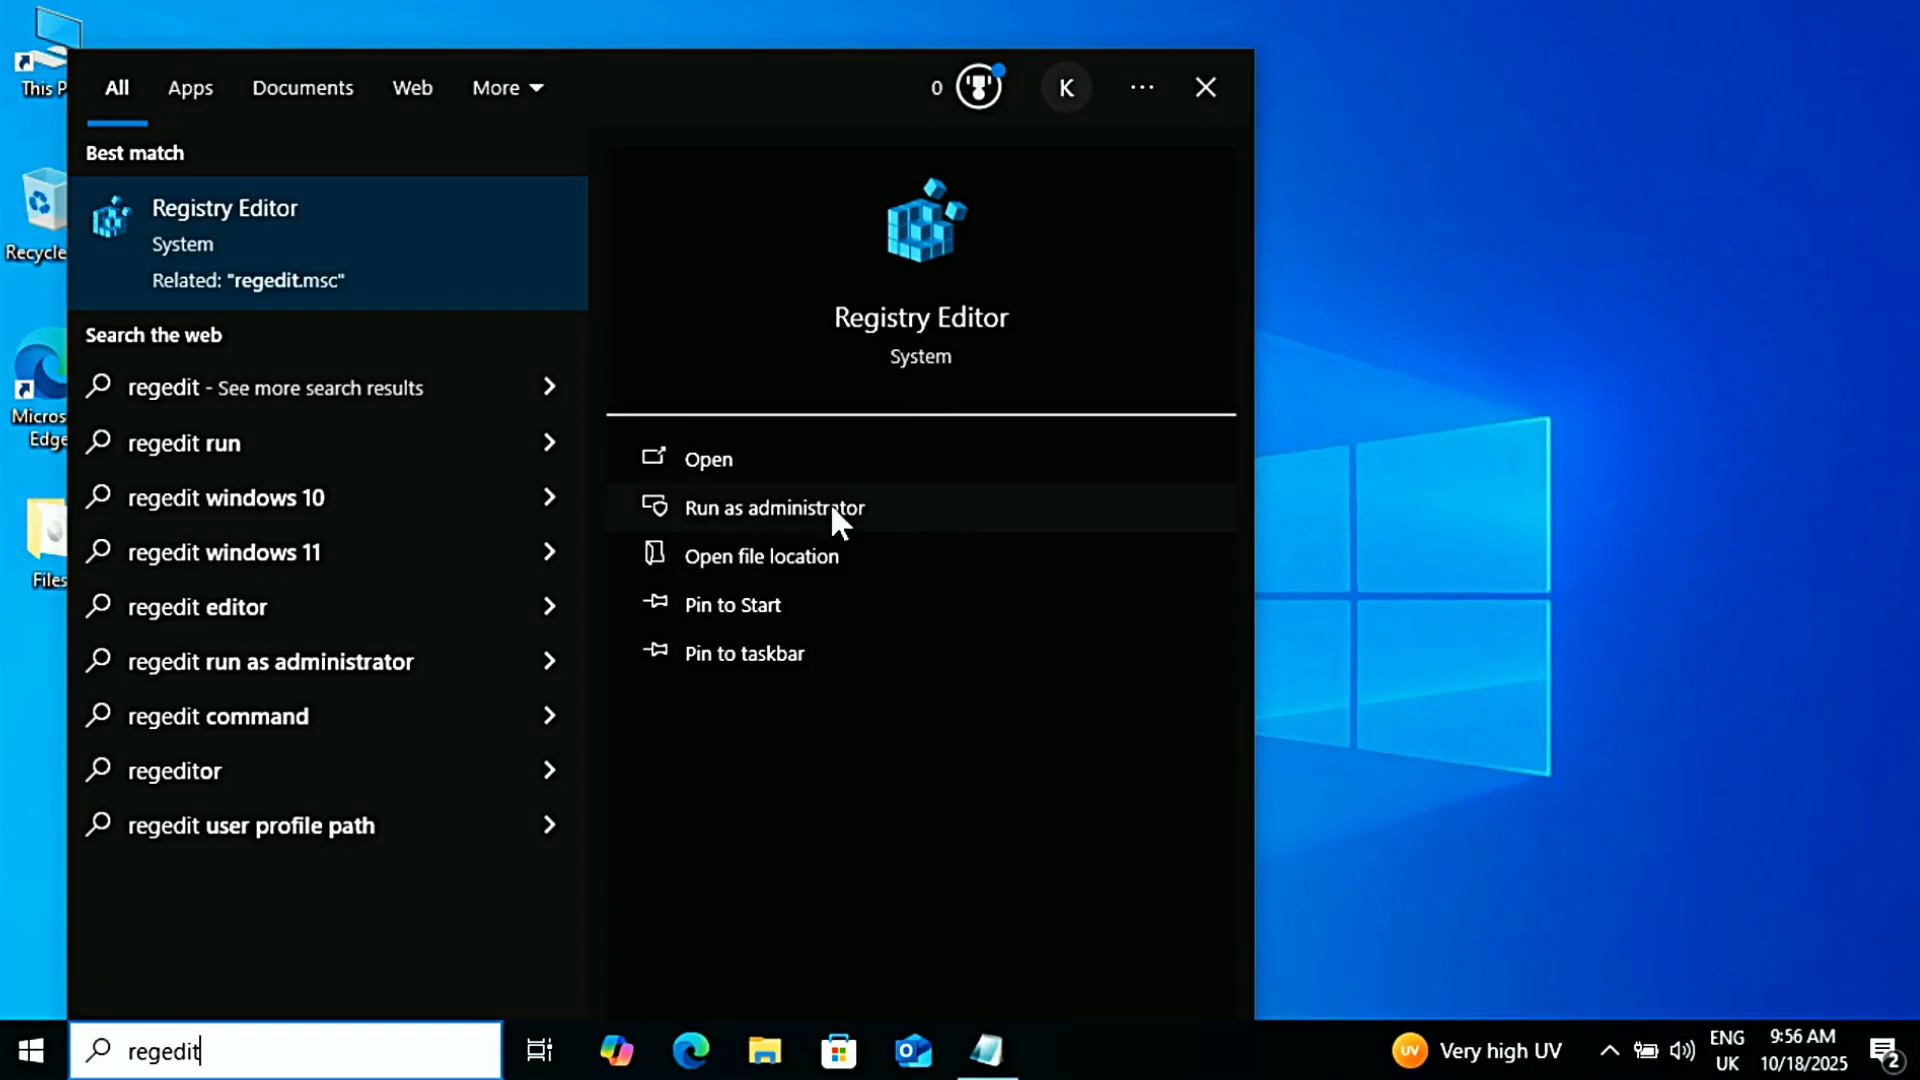 This P
Recycle
Micros
Edge
Files
All
Apps
Documents
Web
More
0
K
Best match
Registry Editor
System
Related: "regedit.msc"
Search the web
regedit - See more search results
regedit run
regedit windows 10
regedit windows 11
regedit editor
regedit run as administrator
regedit command
regeditor
regedit user profile path
Registry Editor
System
Open
Run as administrator
Open file location
Pin to Start
Pin to taskbar
regedit
UV
Very high UV
ENG
UK
9:56 AM
10/18/2025
2